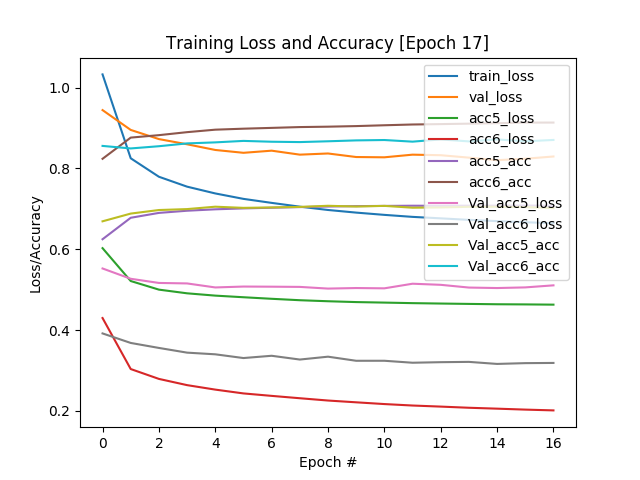 Training Loss and Accuracy [Epoch 17]
Loss/Accuracy
1.0
0.8
0.6
0.4
0.2
train_loss
val_loss
acc5_loss
acc6_loss
acc5_acc
acc6_acc
Val_acc5_loss
Val_acc6_loss
Val_acc5_acc
Val_acc6_acc
0 2 4 6 8 10 12 14 16
Epoch #